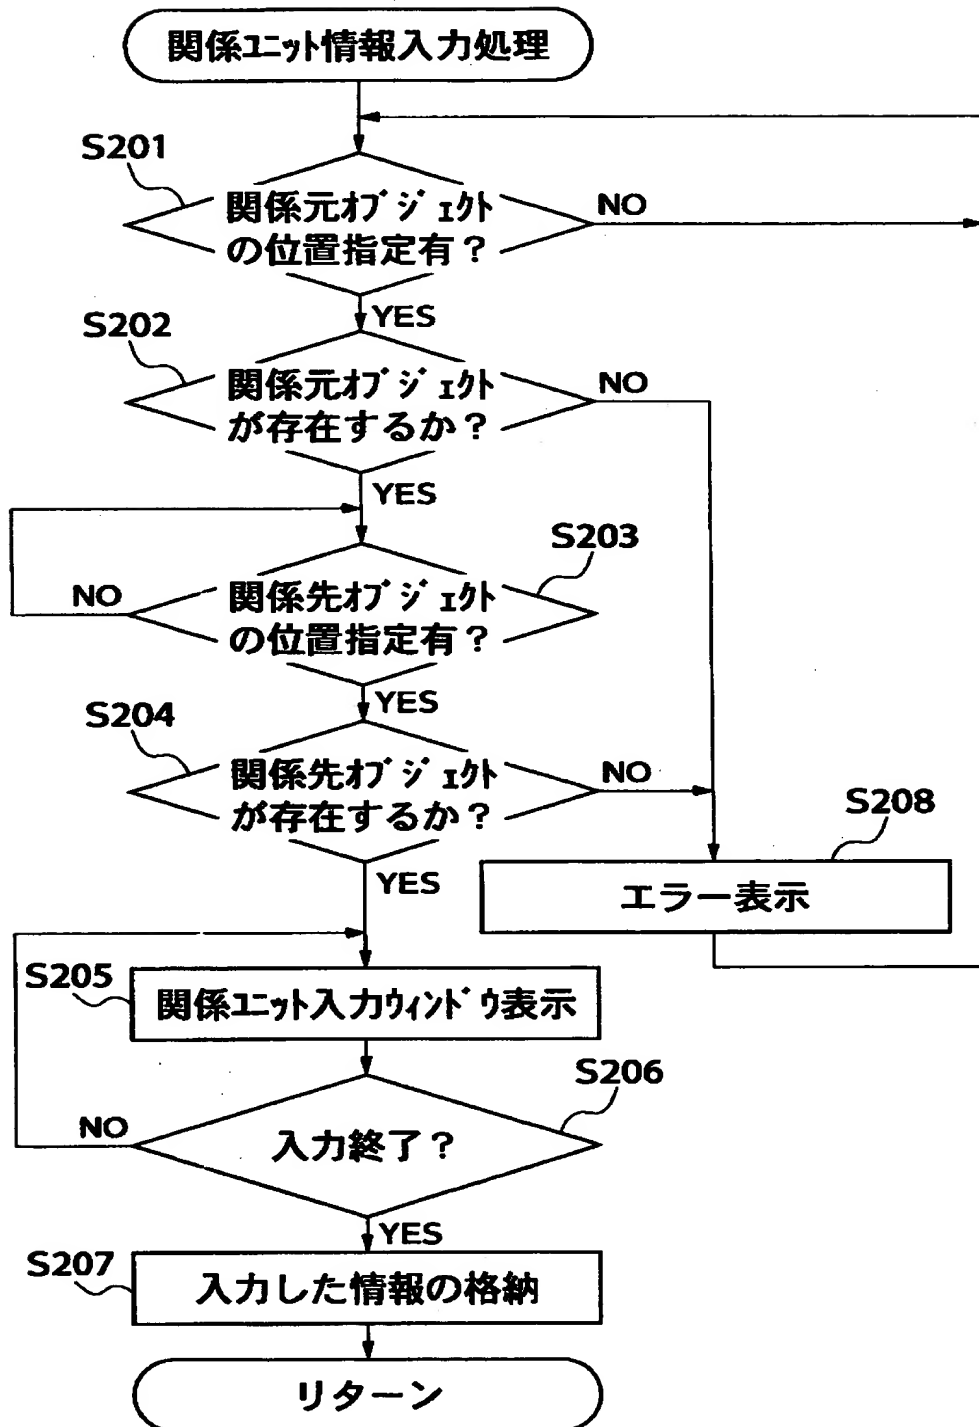 関係ﾕﾆｯﾄ情報入力処理
S201
関係元ｵﾌﾞｼﾞｪｸﾄ
の位置指定有?
NO
YES
S202
関係元ｵﾌﾞｼﾞｪｸﾄ
が存在するか?
NO
YES
S203
関係先ｵﾌﾞｼﾞｪｸﾄ
の位置指定有?
NO
YES
S204
関係先ｵﾌﾞｼﾞｪｸﾄ
が存在するか?
NO
YES
S208
エラー表示
S205
関係ﾕﾆｯﾄ入力ｳｨﾝﾄﾞｳ表示
S206
入力終了?
NO
YES
S207
入力した情報の格納
リターン